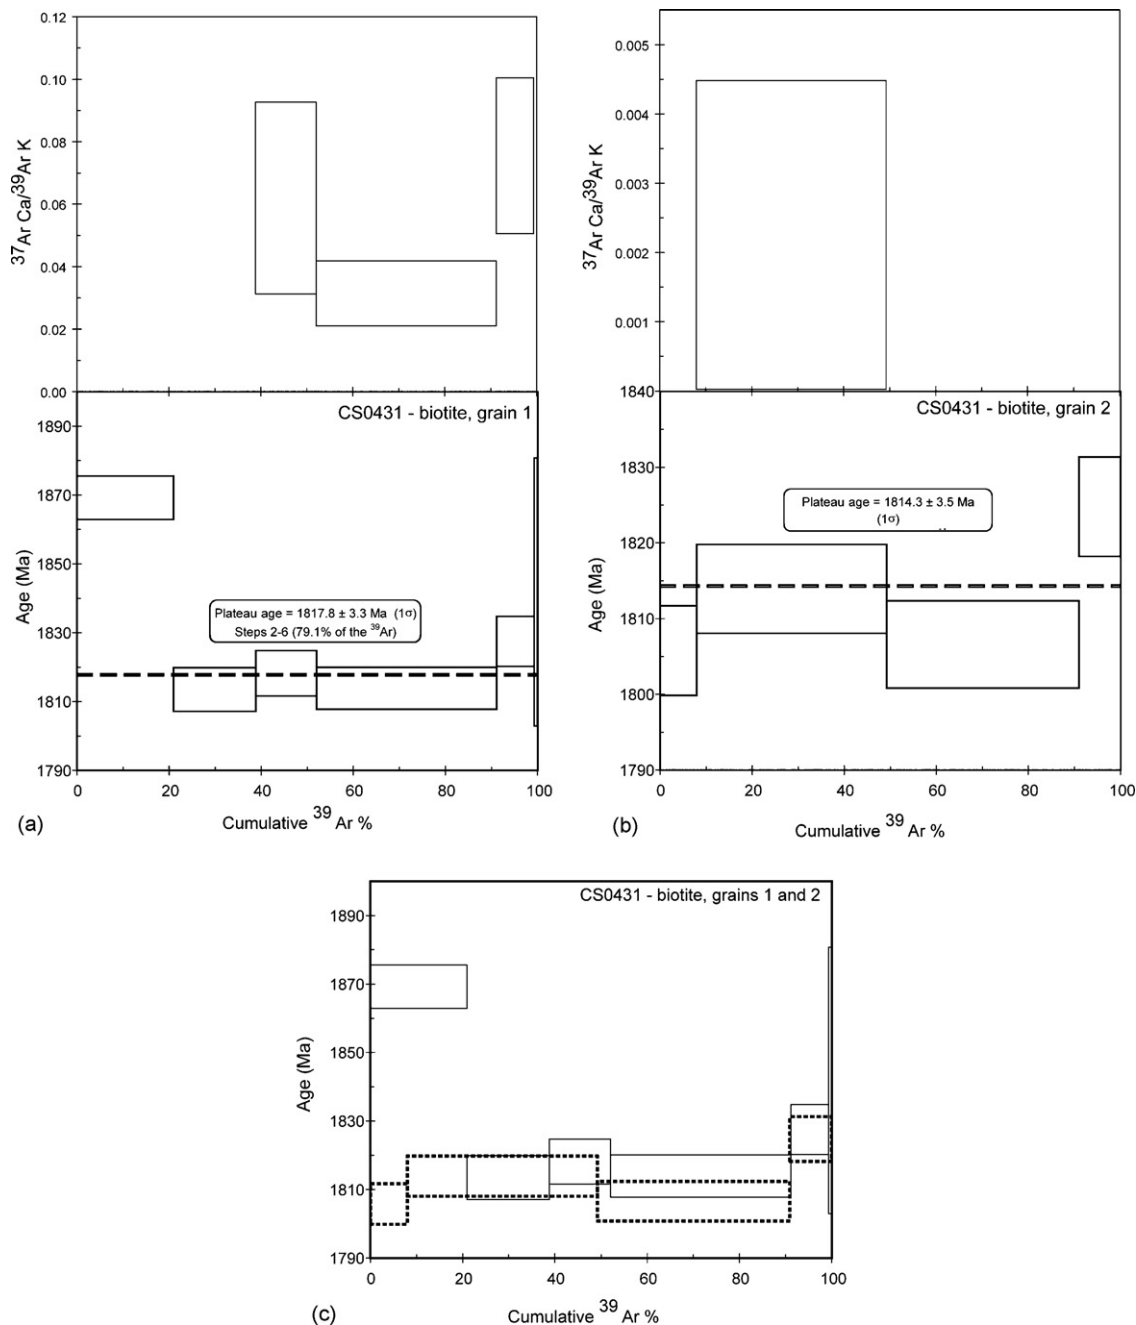 0.12
0.10
0.08
0.06
0.04
0.02
0.00
37Ar Ca/39Ar K
CS0431 - biotite, grain 1
1890
1870
1850
1830
1810
1790
Age (Ma)
Plateau age = 1817.8 ± 3.3 Ma (1σ)
Steps 2-6 (79.1% of the 39Ar)
0 20 40 60 80 100
(a)
Cumulative 39 Ar %
0.005
0.004
0.003
0.002
0.001
0.001
37Ar Ca/39Ar K
CS0431 - biotite, grain 2
1840
1830
1820
1810
1800
1790
Age (Ma)
Plateau age = 1814.3 ± 3.5 Ma
(1σ)
0 20 40 60 80 100
(b)
Cumulative 39 Ar %
CS0431 - biotite, grains 1 and 2
1890
1870
1850
1830
1810
1790
Age (Ma)
0 20 40 60 80 100
(c)
Cumulative 39 Ar %